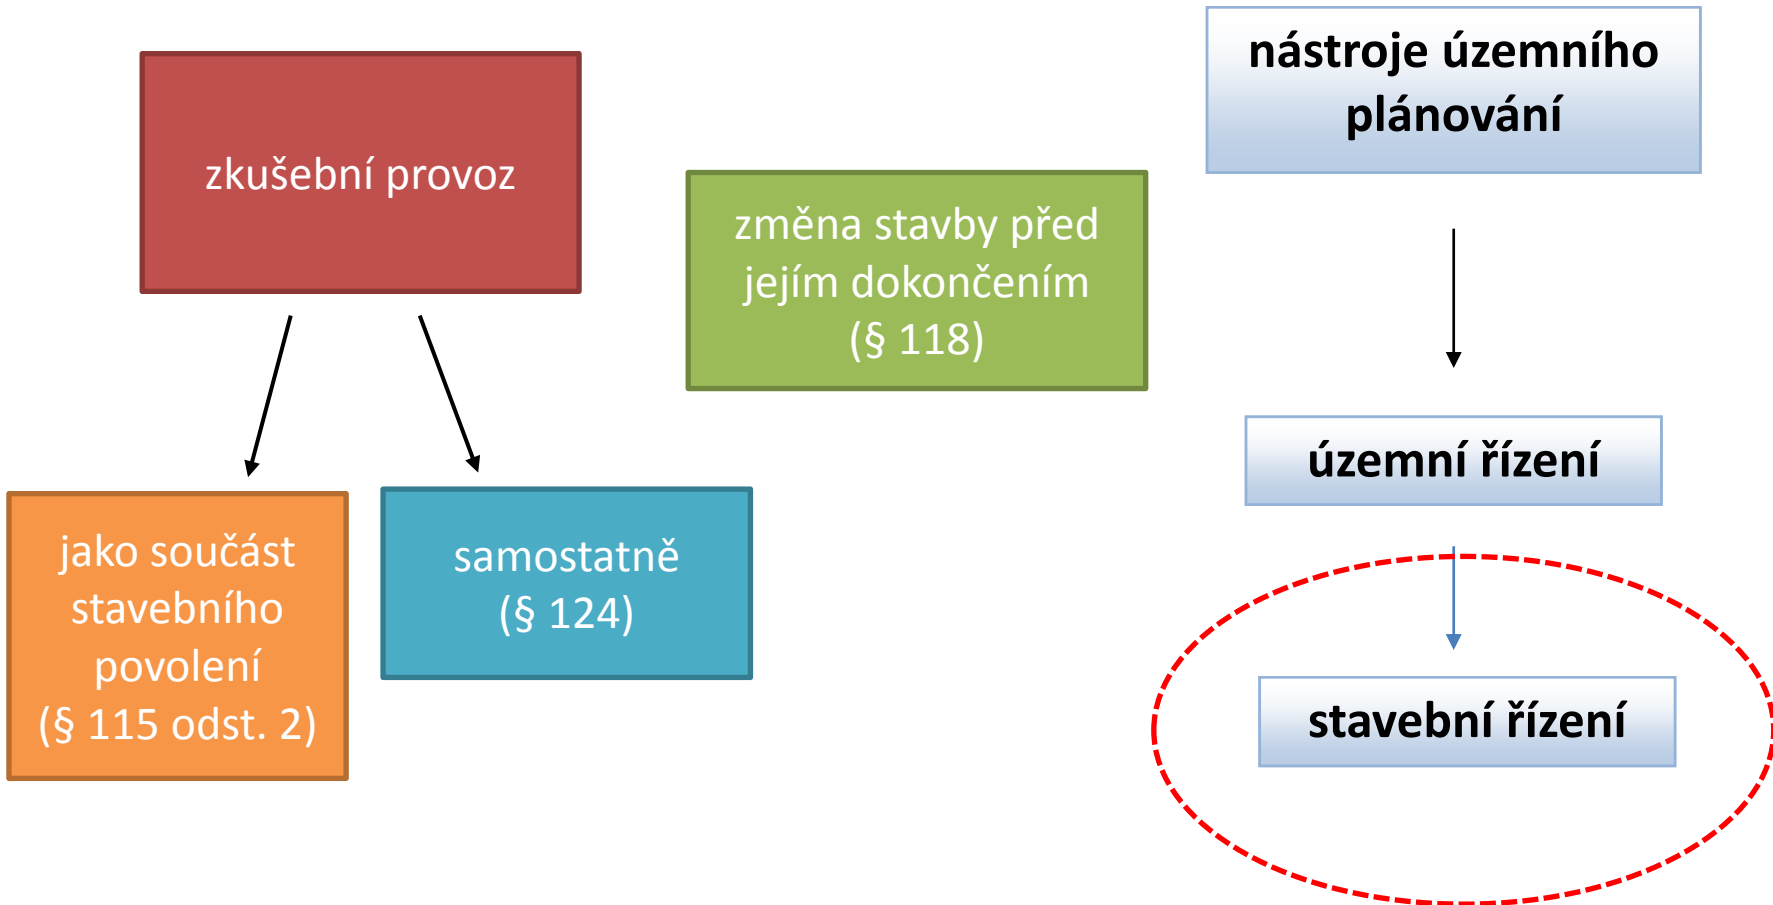 zkušební provoz
jako součást
stavebního
povolení
(§ 115 odst. 2)
samostatně
(§ 124)
změna stavby před
jejím dokončením
(§ 118)
nástroje územního
plánování
územní řízení
stavební řízení